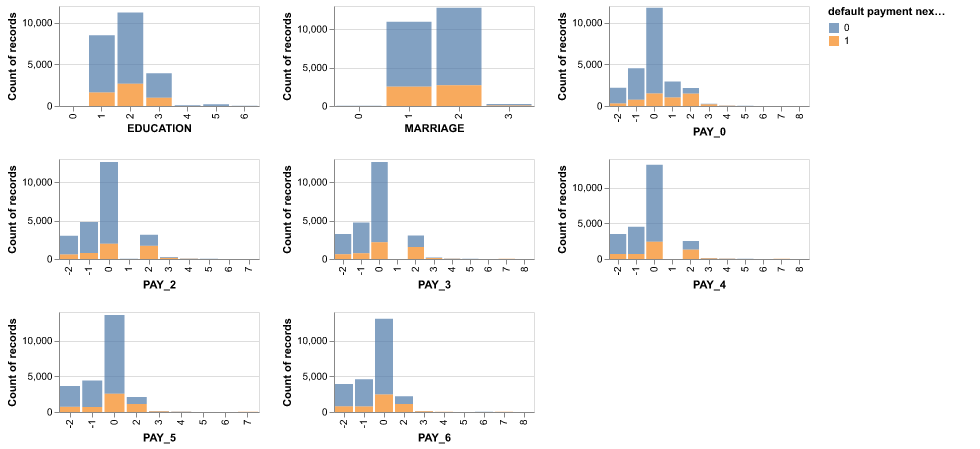 Count of records
10,000
5,000
0
0 1 2 3 4 5 6
EDUCATION
Count of records
10,000
5,000
0
0 1 2 3
MARRIAGE
Count of records
10,000
5,000
0
-2 -1 0 1 2 3 4 5 6 7 8
PAY_0
default payment nex…
0
1
Count of records
10,000
5,000
0
-2 -1 0 1 2 3 4 5 6 7
PAY_2
Count of records
10,000
5,000
0
-2 -1 0 1 2 3 4 5 6 7 8
PAY_3
Count of records
10,000
5,000
0
-2 -1 0 1 2 3 4 5 6 7 8
PAY_4
Count of records
10,000
5,000
0
-2 -1 0 2 3 4 5 6 7
PAY_5
Count of records
10,000
5,000
0
-2 -1 0 2 3 4 5 6 7 8
PAY_6